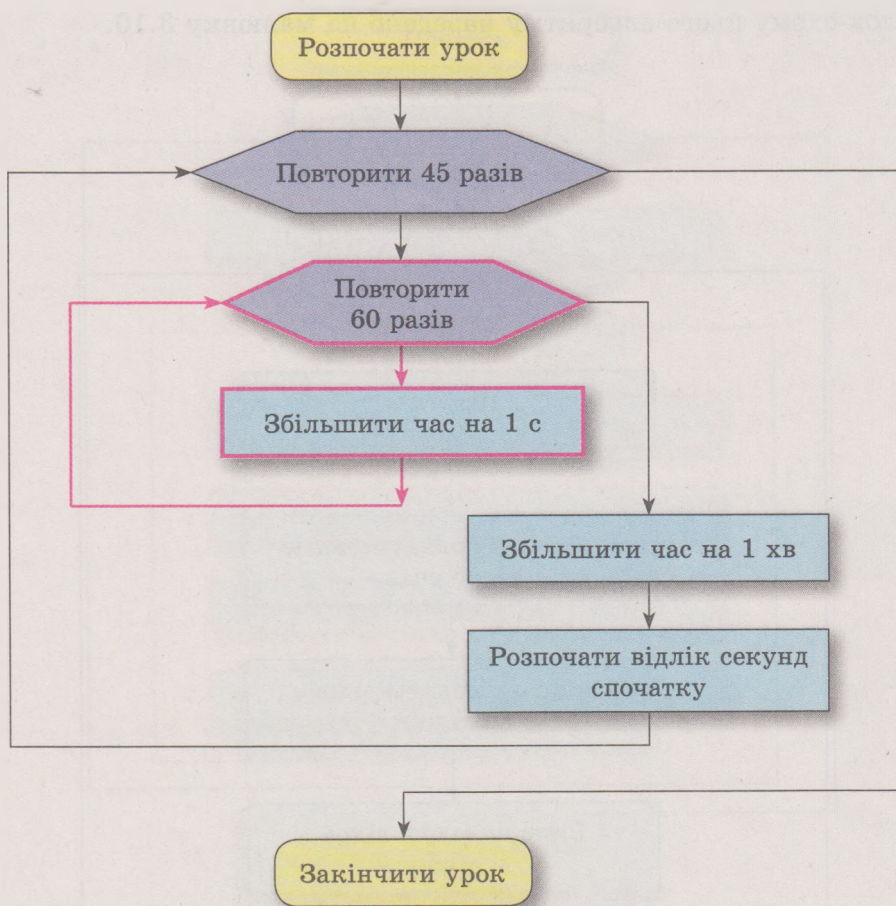 Розпочати урок
Повторити 45 разів
Повторити
60 разів
Збільшити час на 1 с
Збільшити час на 1 хв
Розпочати відлік секунд
спочатку
Закінчити урок